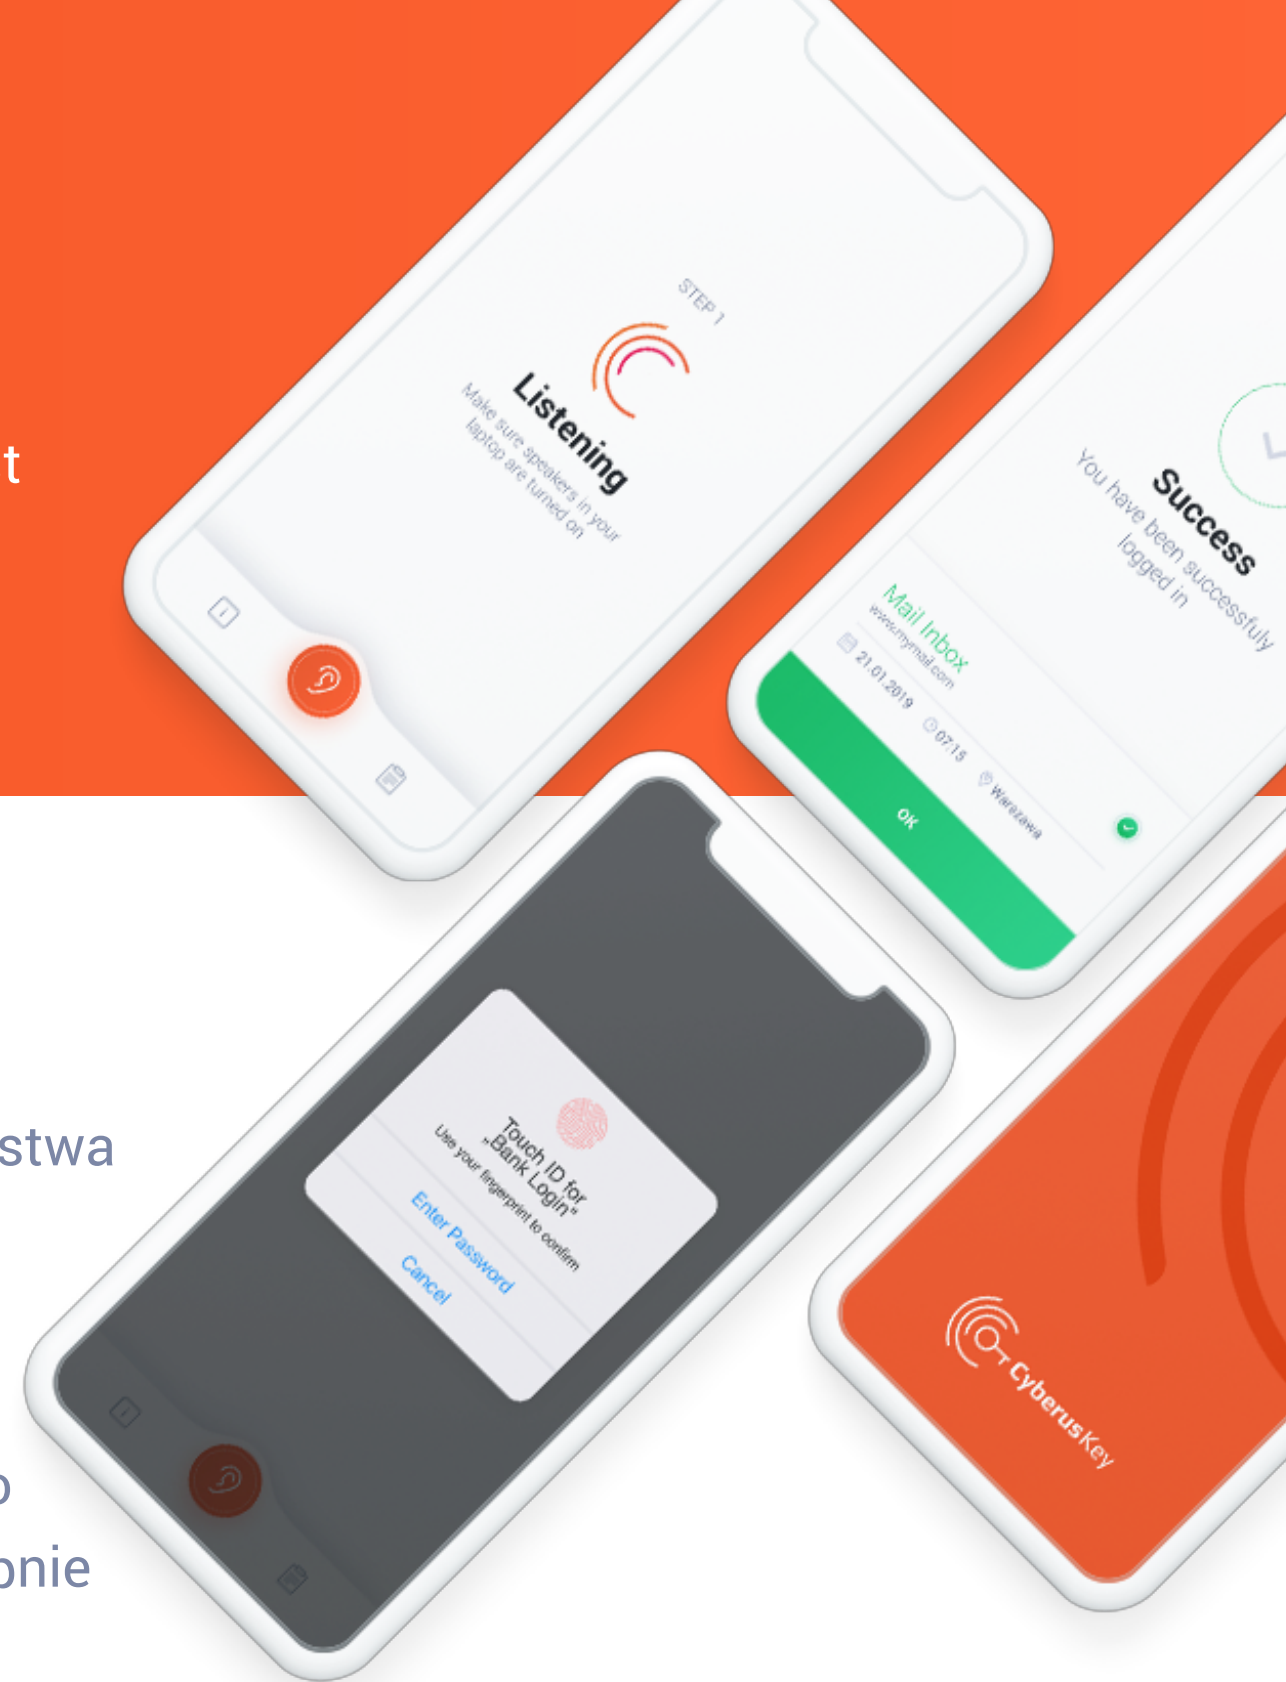 t
STEP 1
Listening
Make sure speakers in your
laptop are turned on
Success
You have been successfuly
logged in
Mail Inbox
www.mymail.com
21.01.2019
07:15
Warszawa
OK
stwa
Touch ID for
„Bank Login”
Use your fingerprint to confirm
Enter Password
Cancel
CyberusKey
o
pnie